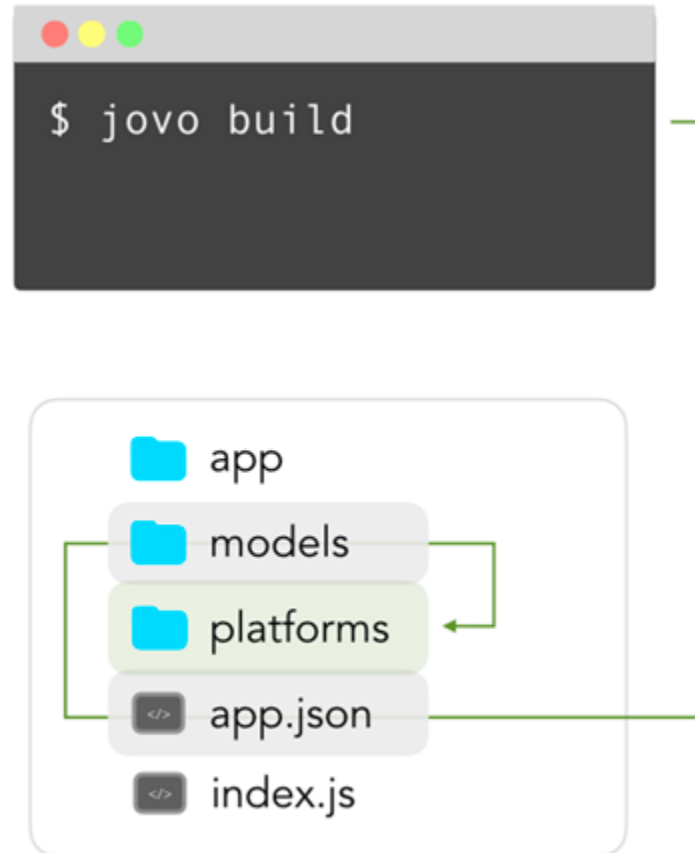 $ jovo build
app
models
platforms
</> app.json
</> index.js